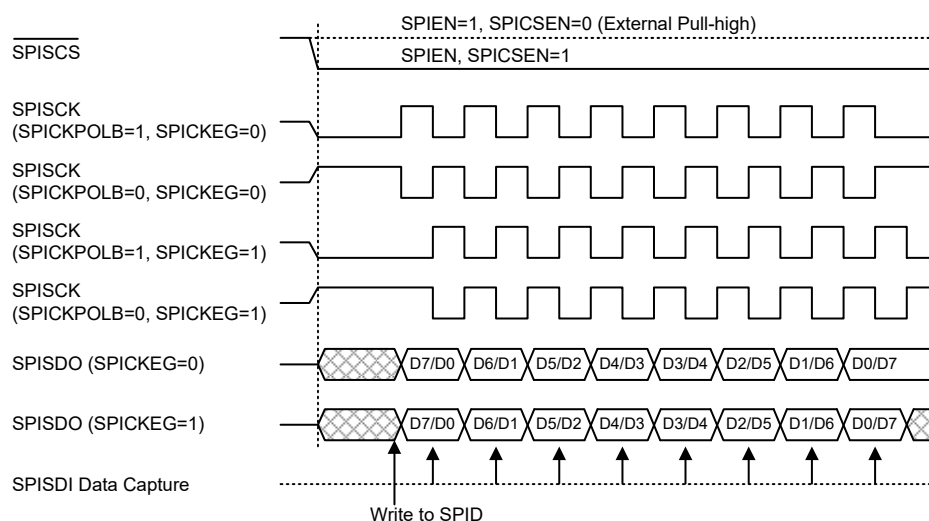 SPIEN=1, SPICSEN=0 (External Pull-high)
SPISCS
SPIEN, SPICSEN=1
SPISCK
(SPICKPOLB=1, SPICKEG=0)
SPISCK
(SPICKPOLB=0, SPICKEG=0)
SPISCK
(SPICKPOLB=1, SPICKEG=1)
SPISCK
(SPICKPOLB=0, SPICKEG=1)
SPISDO (SPICKEG=0) D7/D0 D6/D1 D5/D2 D4/D3 D3/D4 D2/D5 D1/D6 D0/D7
SPISDO (SPICKEG=1) D7/D0 D6/D1 D5/D2 D4/D3 D3/D4 D2/D5 D1/D6 D0/D7
SPISDI Data Capture
Write to SPID